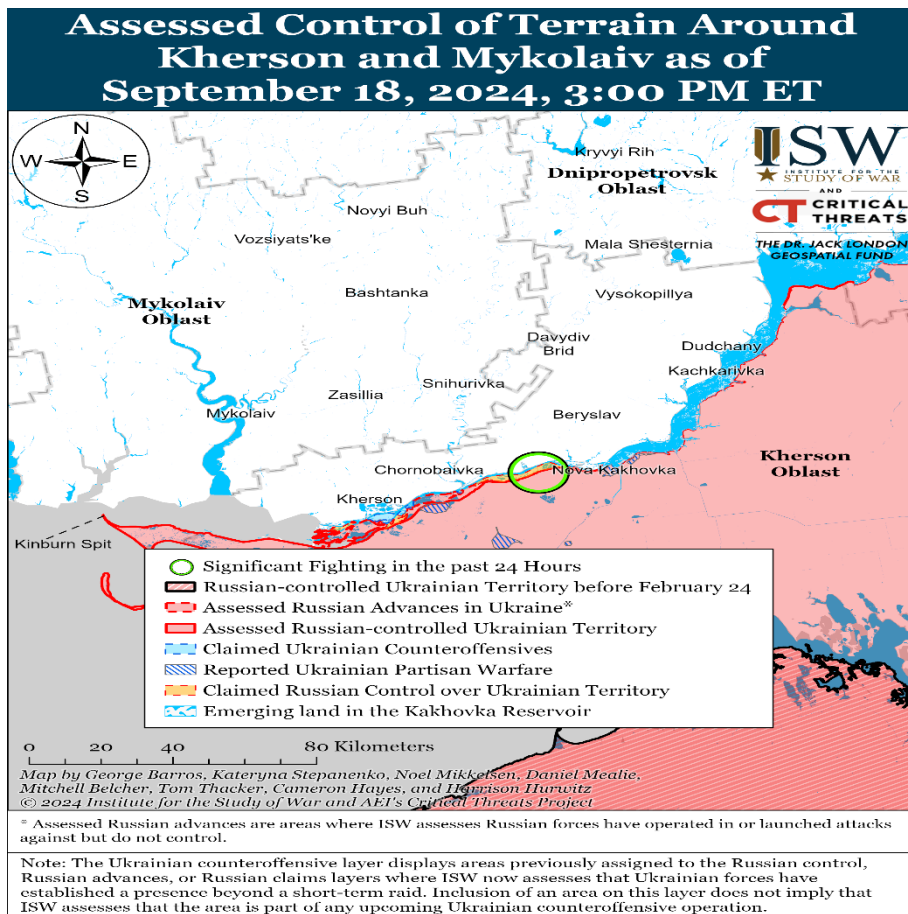 Assessed Control of Terrain Around
Kherson and Mykolaiv as of
September 18, 2024, 3:00 PM ET
N
W
E
S
ISW
INSTITUTE FOR THE
STUDY OF WAR
AND
CT CRITICAL
THREATS
THE DR. JACK LONDON
GEOSPATIAL FUND
Kryvyi Rih
Dnipropetrovsk
Oblast
Novyi Buh
Vozsiyats'ke
Mala Shesternia
Bashtanka
Vysokopillya
Mykolaiv
Oblast
Davydiv
Brid
Dudchany
Kachkarivka
Snihurivka
Zasillia
Mykolaiv
Beryslav
Kherson
Oblast
Chornobaivka
Nova Kakhovka
Kherson
Kinburn Spit
Significant Fighting in the past 24 Hours
Russian-controlled Ukrainian Territory before February 24
Assessed Russian Advances in Ukraine*
Assessed Russian-controlled Ukrainian Territory
Claimed Ukrainian Counteroffensives
Reported Ukrainian Partisan Warfare
Claimed Russian Control over Ukrainian Territory
Emerging land in the Kakhovka Reservoir
0 20 40 80 Kilometers
Map by George Barros, Kateryna Stepanenko, Noel Mikkelsen, Daniel Mealie,
Mitchell Belcher, Tom Thacker, Cameron Hayes, and Harrison Hurwitz
© 2024 Institute for the Study of War and AEI's Critical Threats Project
* Assessed Russian advances are areas where ISW assesses Russian forces have operated in or launched attacks
against but do not control.
Note: The Ukrainian counteroffensive layer displays areas previously assigned to the Russian control,
Russian advances, or Russian claims layers where ISW now assesses that Ukrainian forces have
established a presence beyond a short-term raid. Inclusion of an area on this layer does not imply that
ISW assesses that the area is part of any upcoming Ukrainian counteroffensive operation.